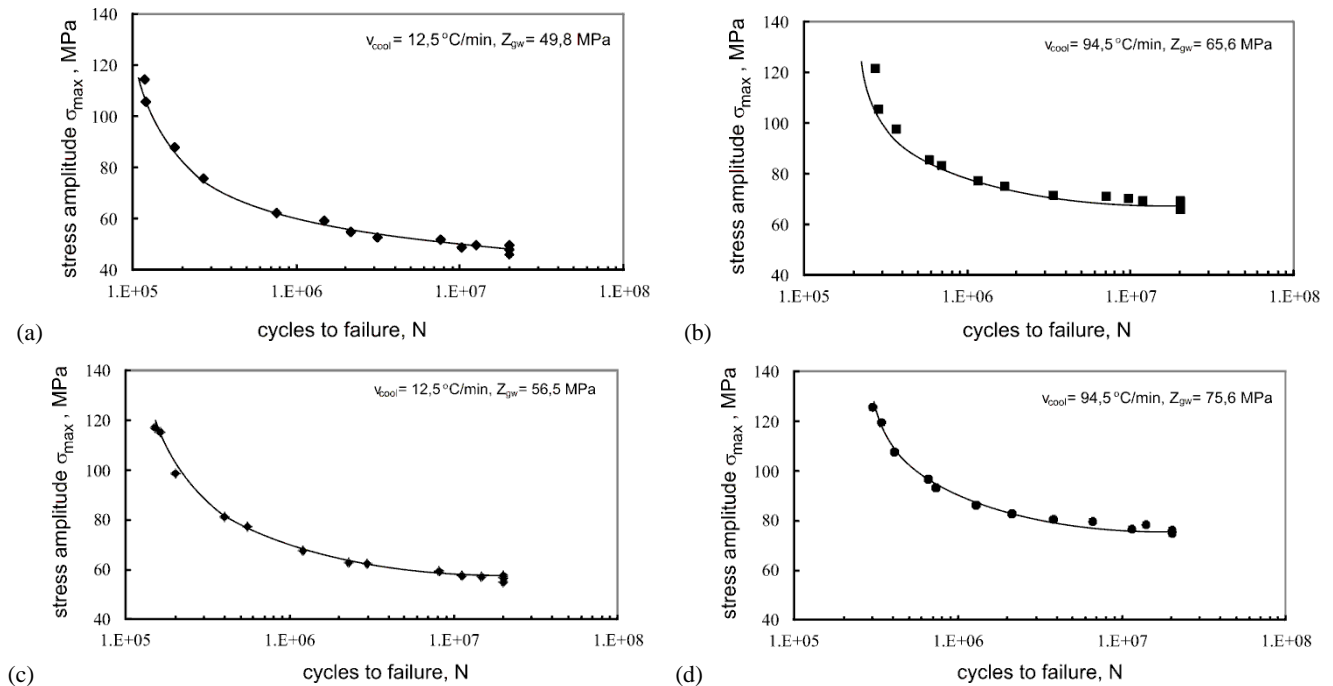 140
120
100
80
60
40
stress amplitude σmax , MPa
vcool = 12,5 °C/min, Zgw = 49,8 MPa
1.E+05 1.E+06 1.E+07 1.E+08
(a)
cycles to failure, N
140
120
100
80
60
40
stress amplitude σmax , MPa
vcool = 94,5 °C/min, Zgw = 65,6 MPa
1.E+05 1.E+06 1.E+07 1.E+08
(b)
cycles to failure, N
140
120
100
80
60
40
stress amplitude σmax , MPa
vcool = 12,5 °C/min, Zgw = 56,5 MPa
1.E+05 1.E+06 1.E+07 1.E+08
(c)
cycles to failure, N
140
120
100
80
60
40
stress amplitude σmax , MPa
vcool = 94,5 °C/min, Zgw = 75,6 MPa
1.E+05 1.E+06 1.E+07 1.E+08
(d)
cycles to failure, N